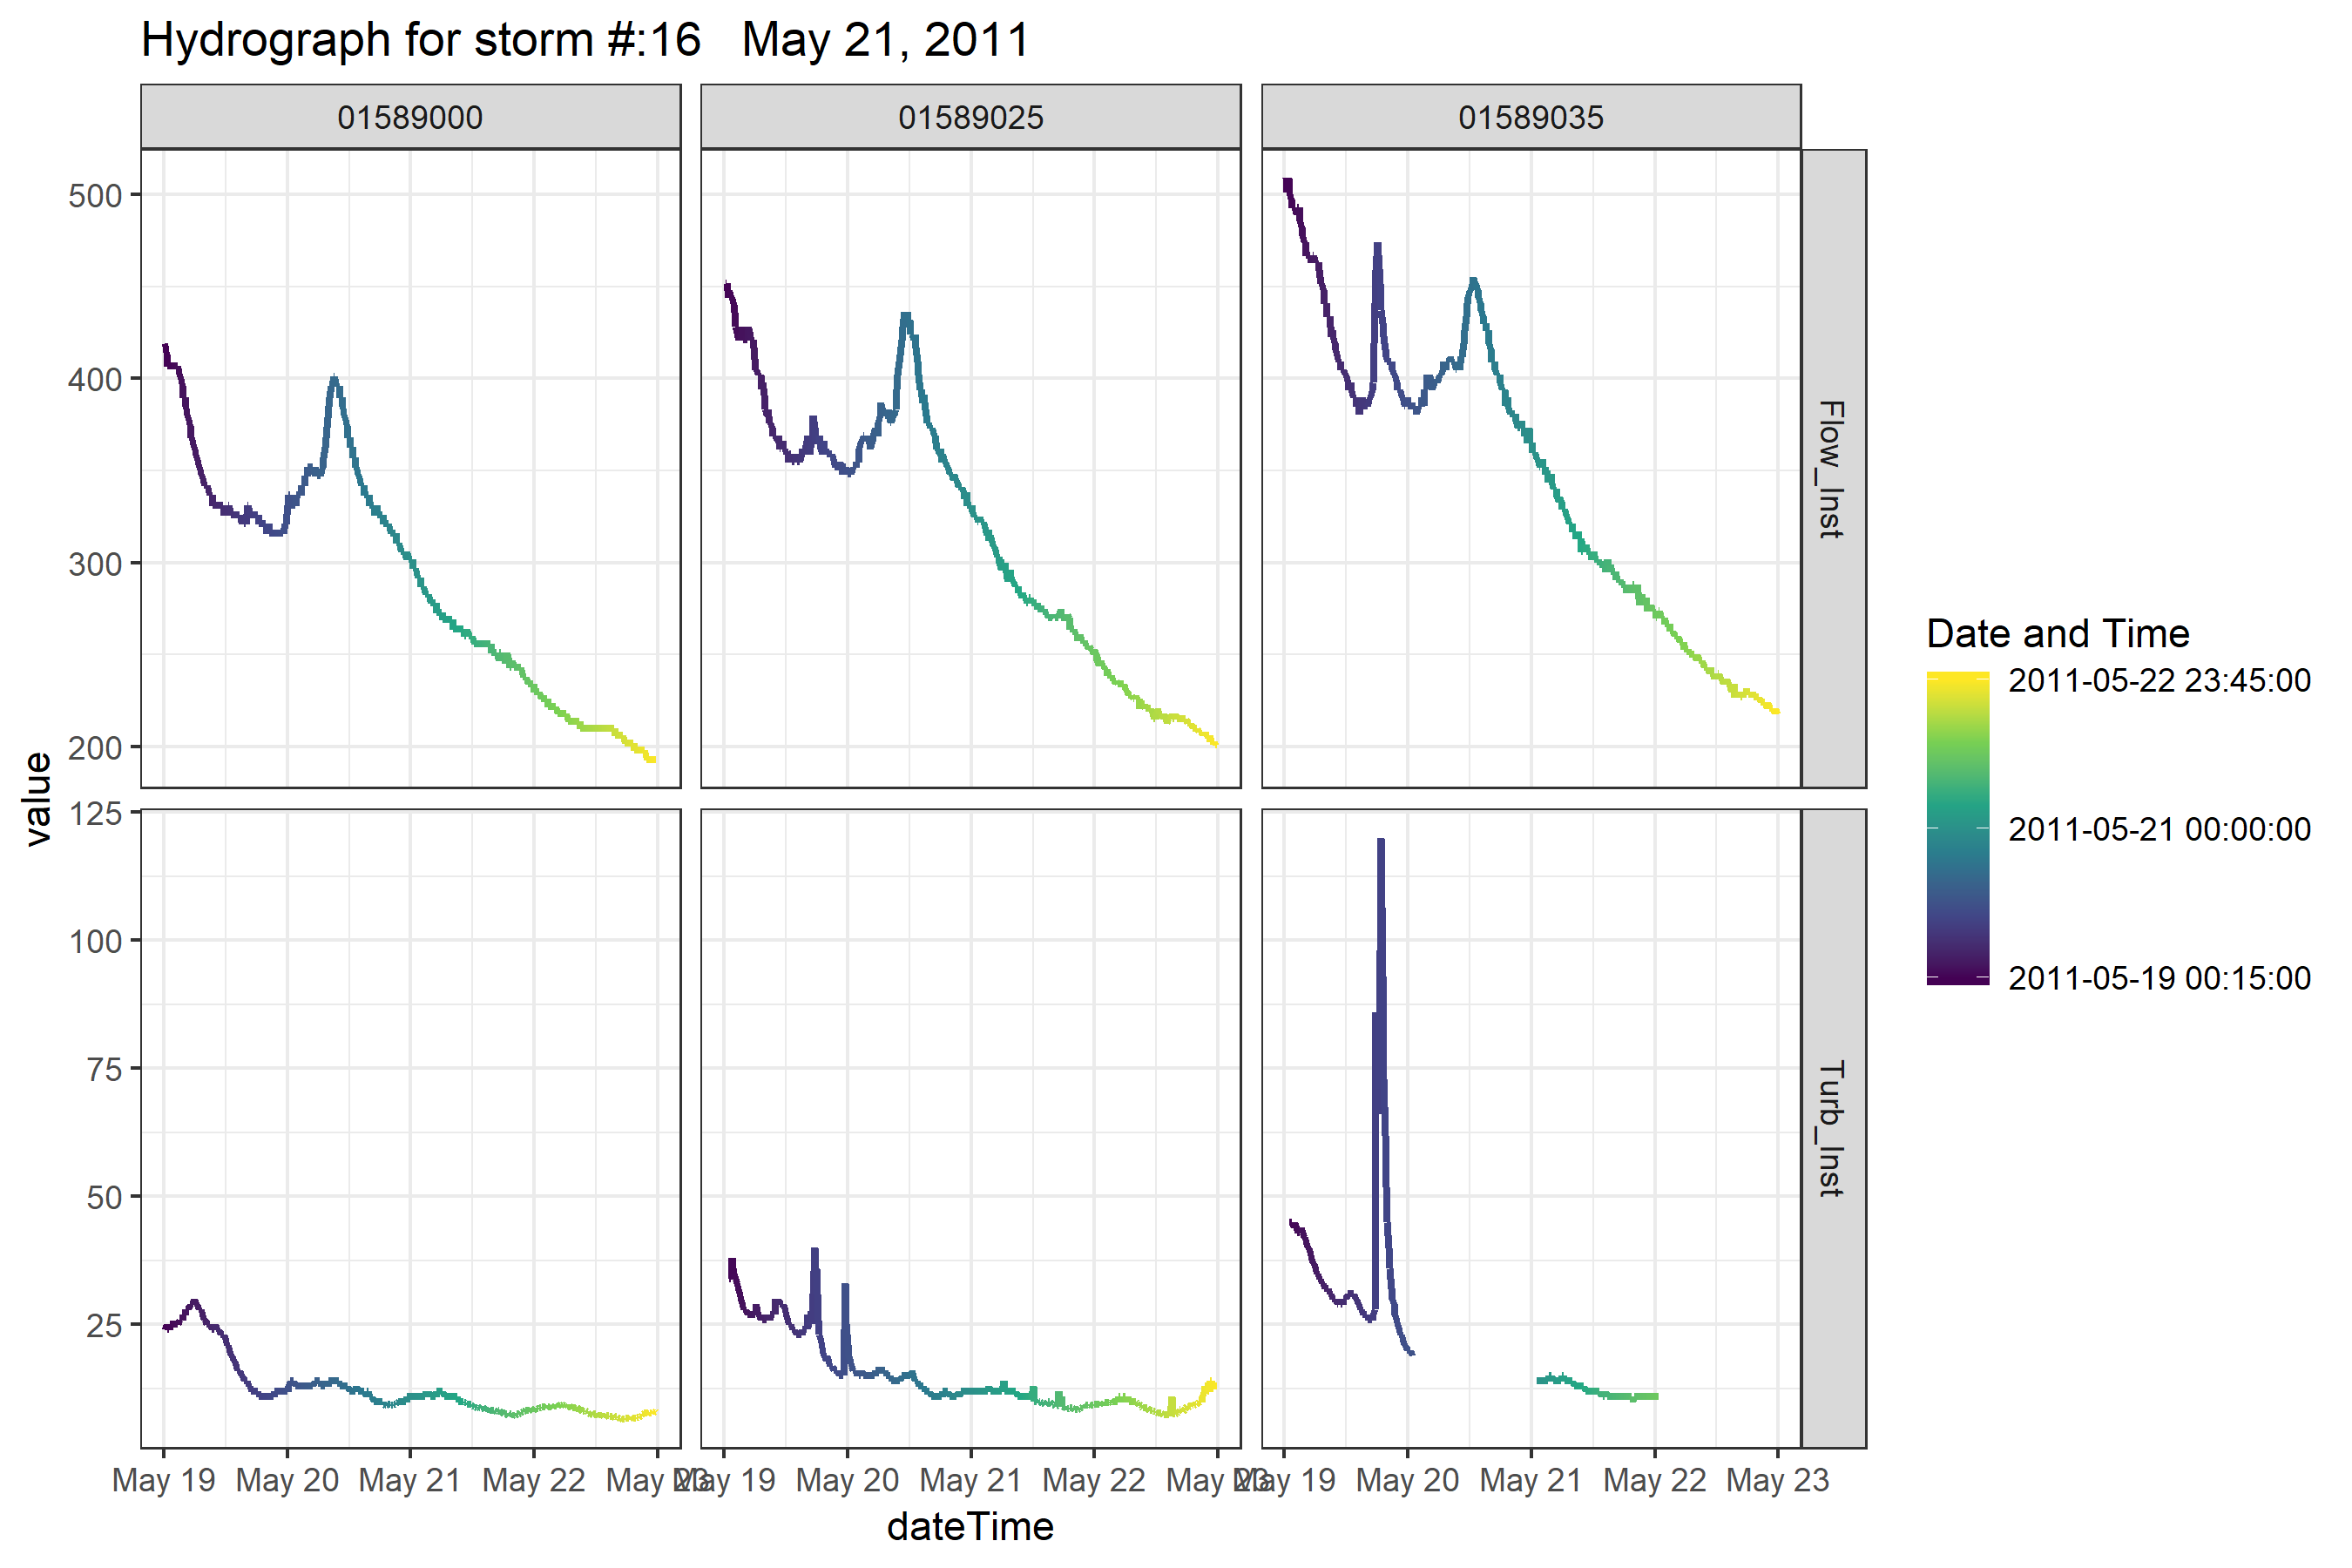 Hydrograph for storm #:16   May 21, 2011
01589000 01589025 01589035
500
400
300
200
Flow_Inst
125
100
75
50
25
Turb_Inst
value
May 19 May 20 May 21 May 22 May 23 May 19 May 20 May 21 May 22 May 23 May 19 May 20 May 21 May 22 May 23
dateTime
Date and Time
2011-05-22 23:45:00
2011-05-21 00:00:00
2011-05-19 00:15:00